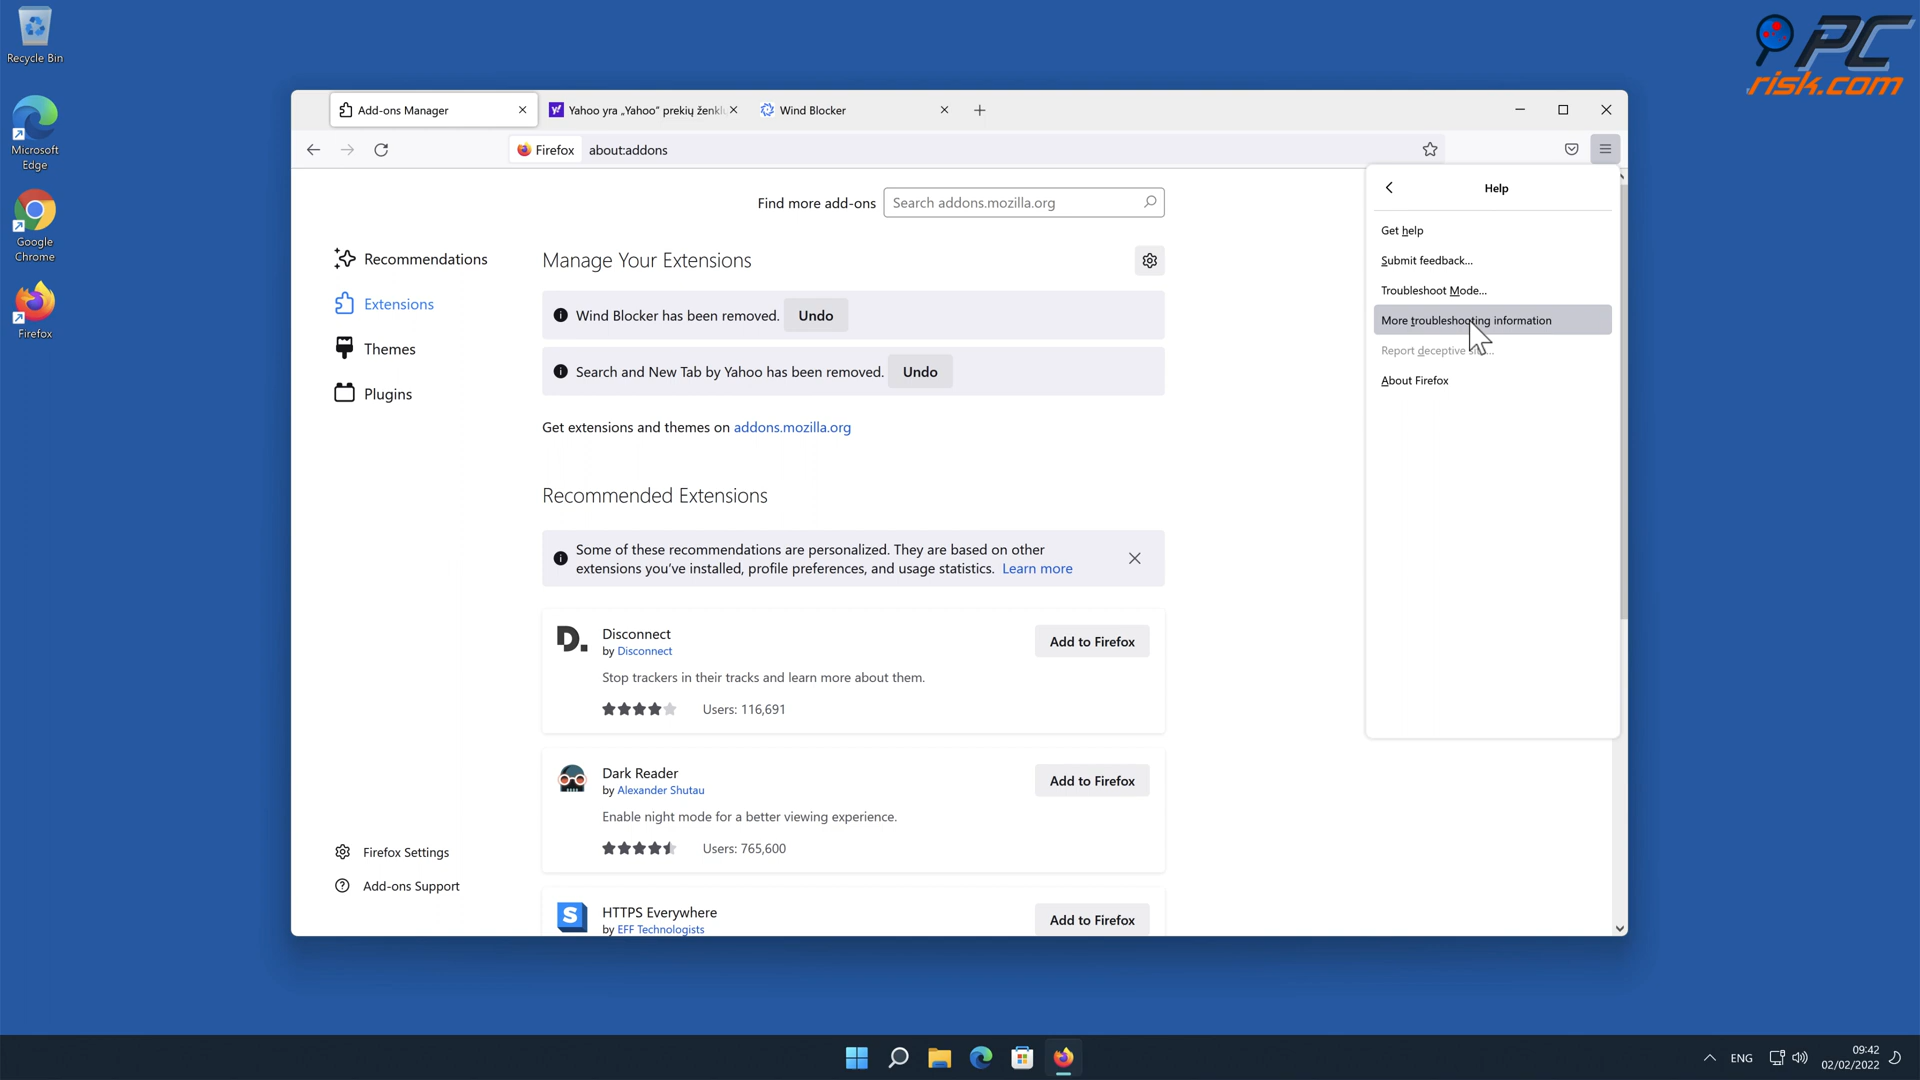 Recycle Bin
Microsoft
Edge
Google
Chrome
Firefox
PC
risk.com
Add-ons Manager
Yahoo yra „Yahoo“ prekių ženkl
Wind Blocker
Firefox
about:addons
Find more add-ons
Search addons.mozilla.org
Recommendations
Extensions
Themes
Plugins
Firefox Settings
Add-ons Support
Manage Your Extensions
Wind Blocker has been removed. Undo
Search and New Tab by Yahoo has been removed. Undo
Get extensions and themes on addons.mozilla.org
Recommended Extensions
Some of these recommendations are personalized. They are based on other
extensions you've installed, profile preferences, and usage statistics. Learn more
Disconnect
by Disconnect
Add to Firefox
Stop trackers in their tracks and learn more about them.
Users: 116,691
Dark Reader
by Alexander Shutau
Add to Firefox
Enable night mode for a better viewing experience.
Users: 765,600
HTTPS Everywhere
by EFF Technologists
Add to Firefox
Help
Get help
Submit feedback...
Troubleshoot Mode...
More troubleshooting information
Report deceptive
About Firefox
ENG
09:42
02/02/2022